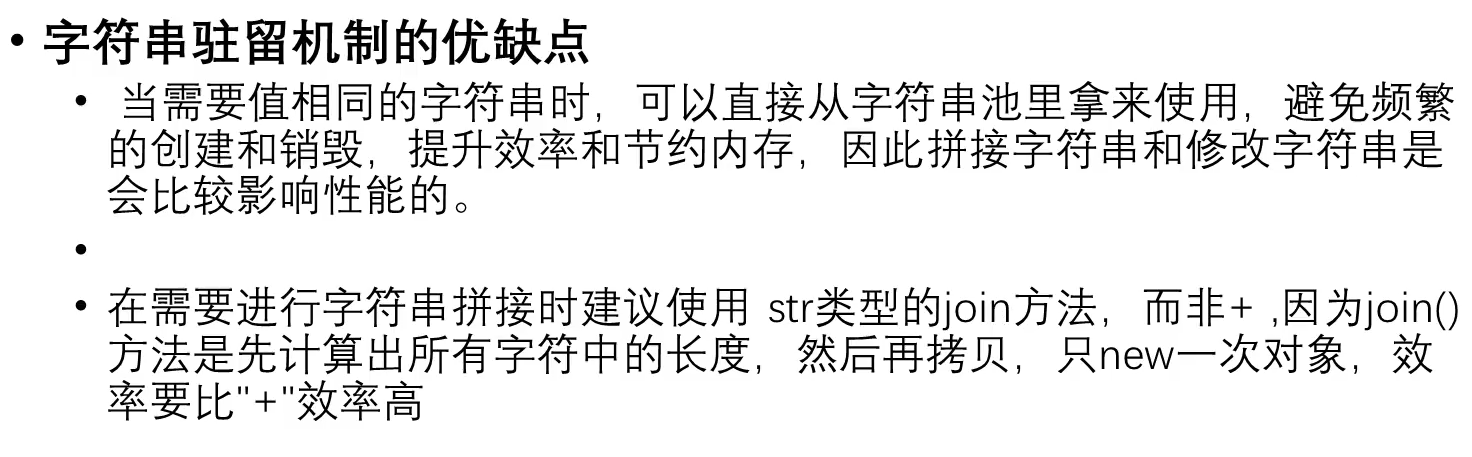 • 字符串驻留机制的优缺点
• 当需要值相同的字符串时，可以直接从字符串池里拿来使用，避免频繁
的创建和销毁，提升效率和节约内存，因此拼接字符串和修改字符串是
会比较影响性能的。
•
• 在需要进行字符串拼接时建议使用 str类型的join方法，而非+ ,因为join()
方法是先计算出所有字符中的长度，然后再拷贝，只new一次对象，效
率要比"+"效率高